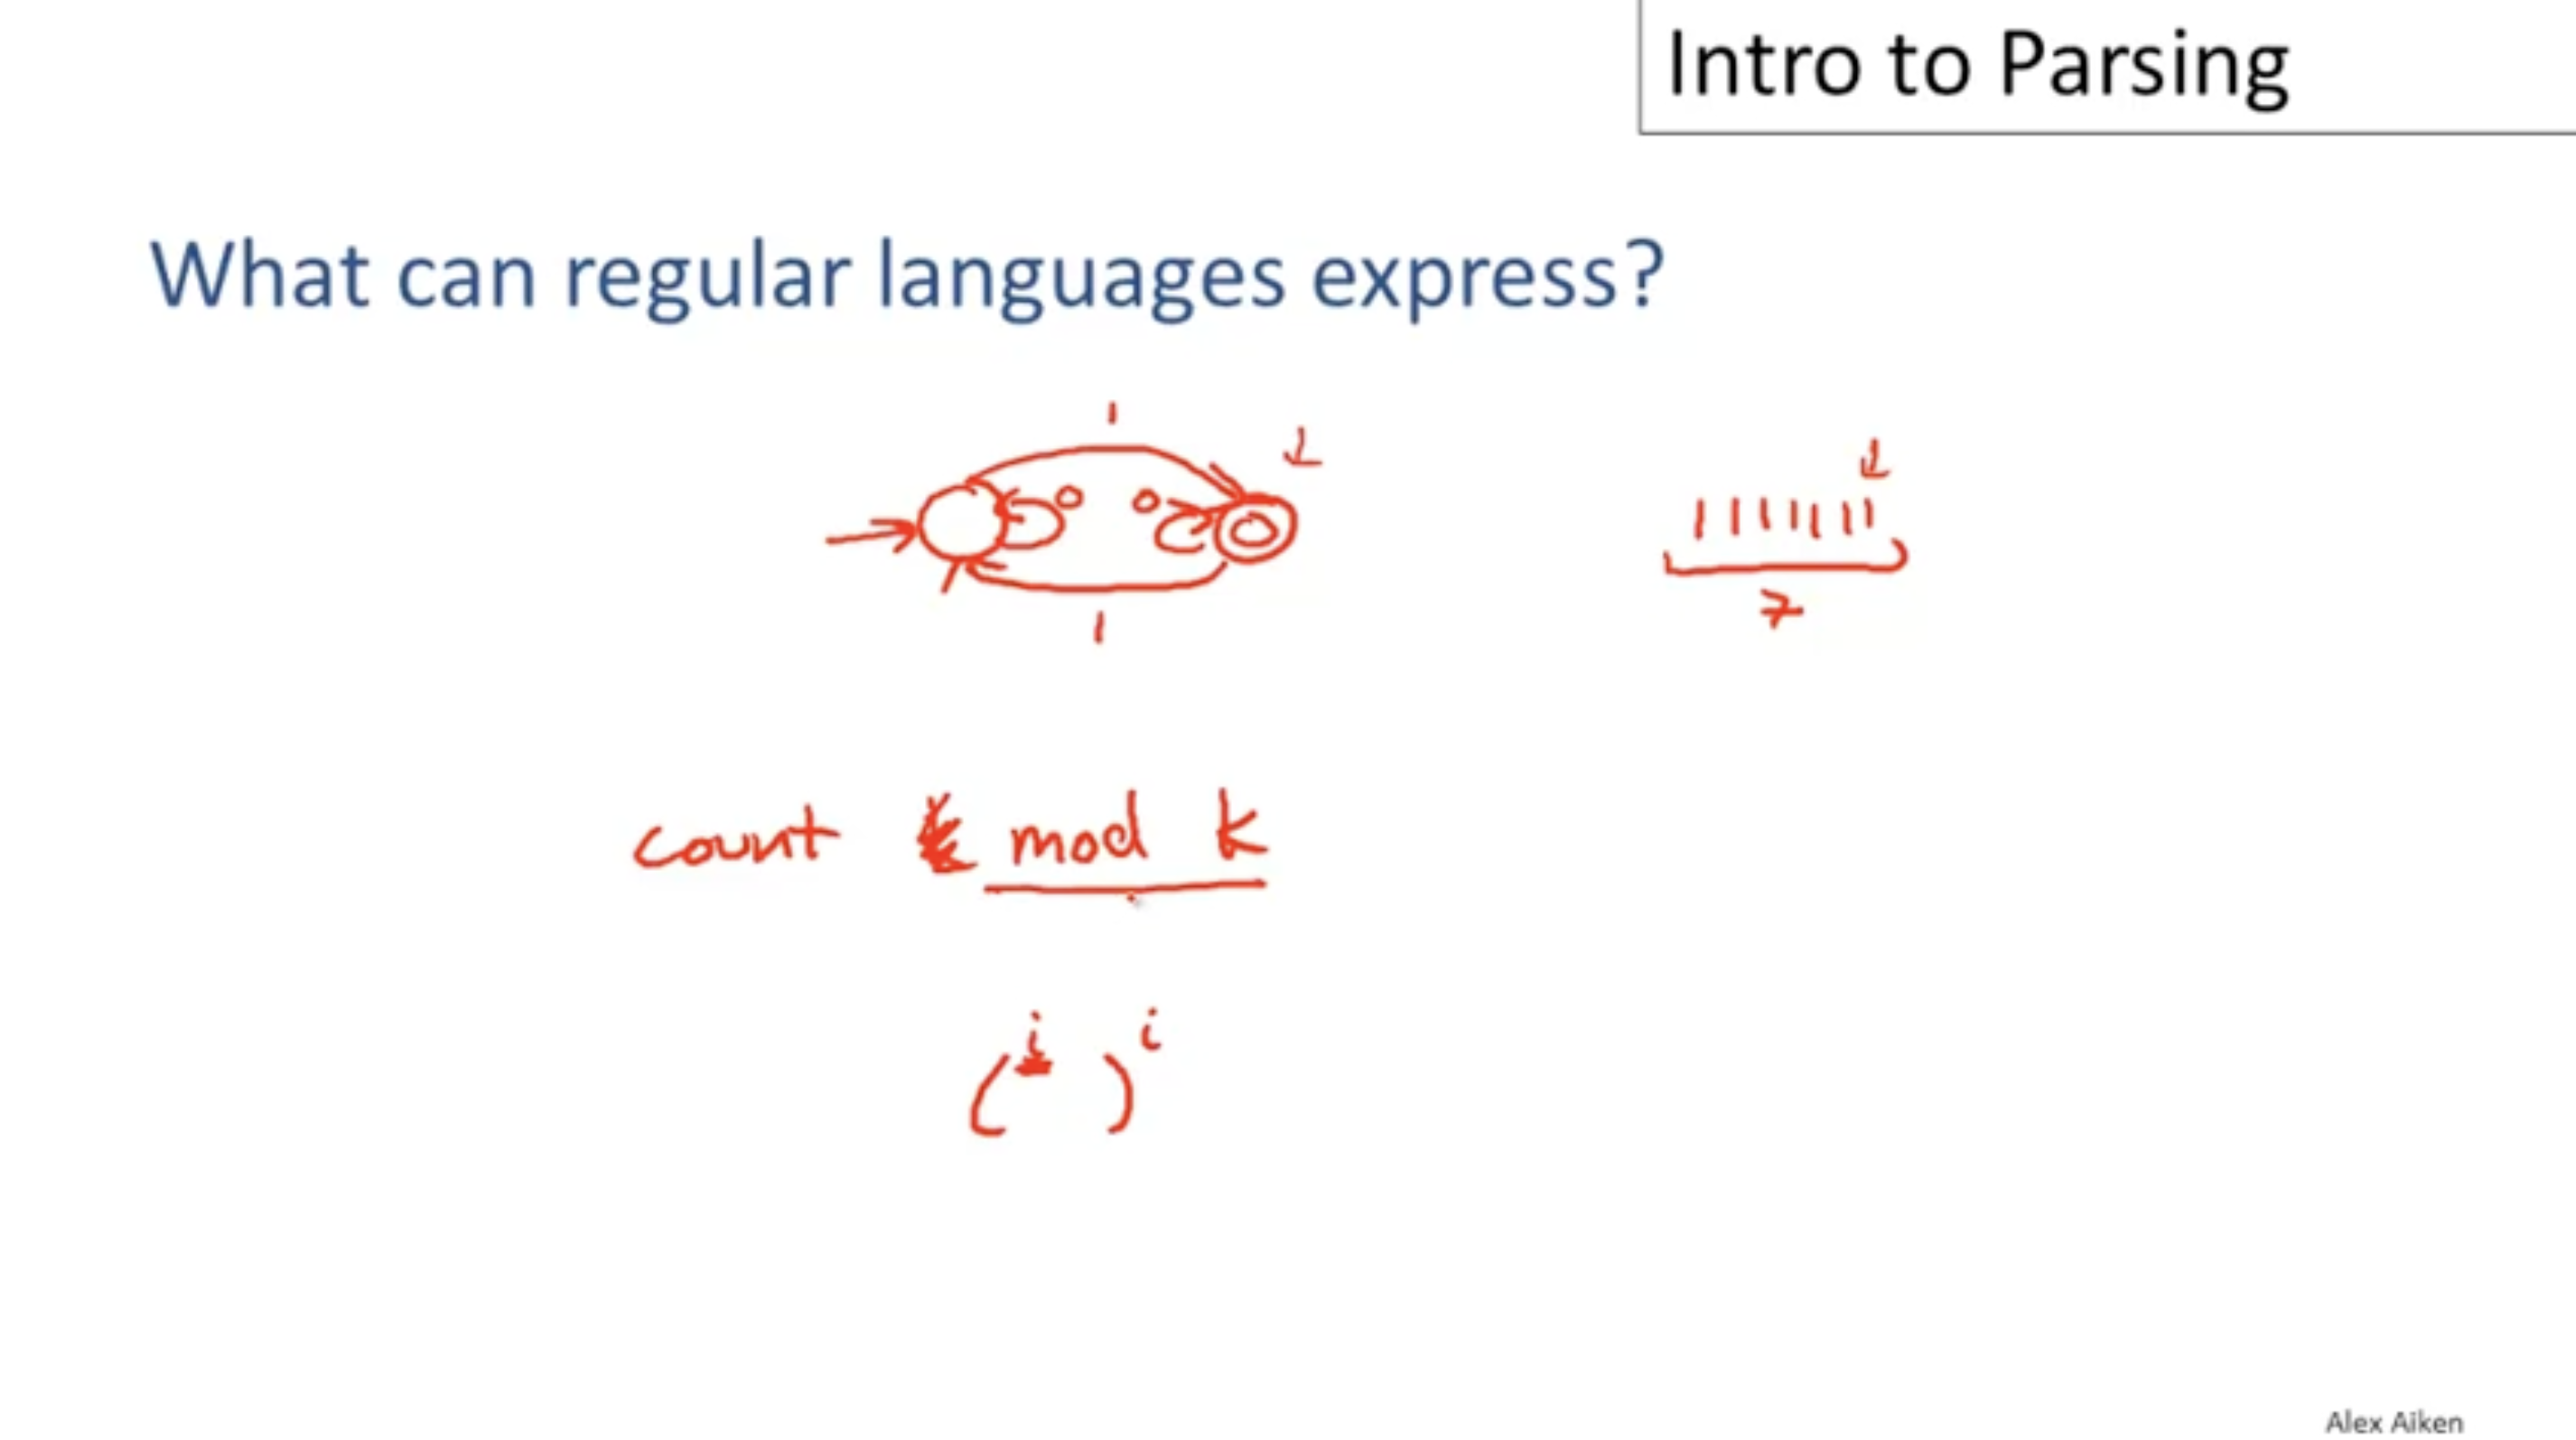 Intro to Parsing
What can regular languages express?
1
0 0
1111111
7
1
count mod k
(i )i
Alex Aiken